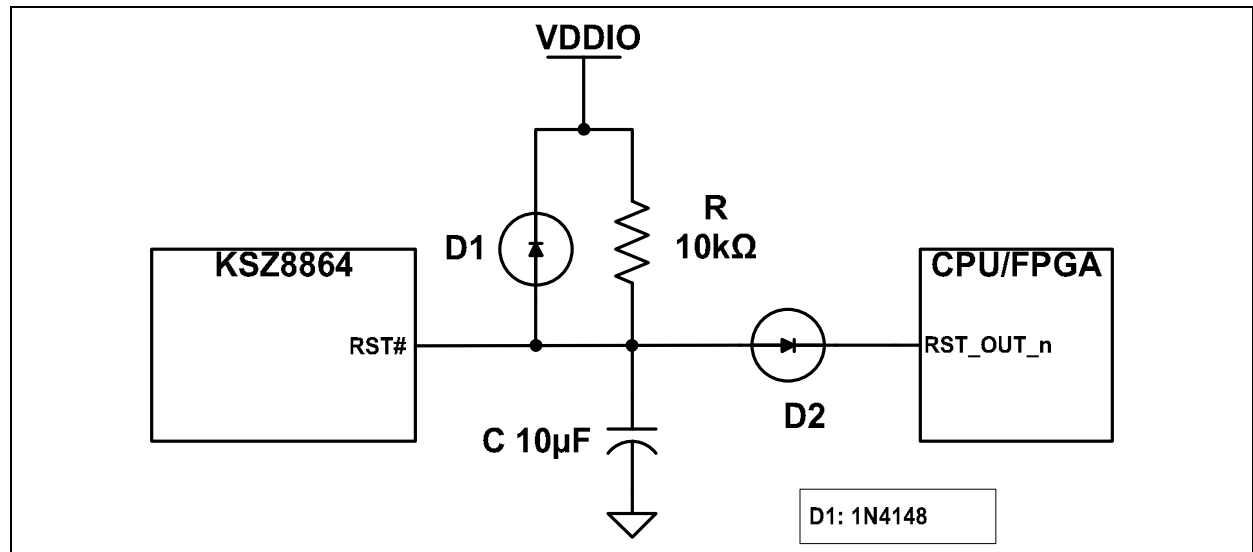 VDDIO
D1
R
10kΩ
KSZ8864
RST#
CPU/FPGA
RST_OUT_n
D2
C 10µF
D1: 1N4148